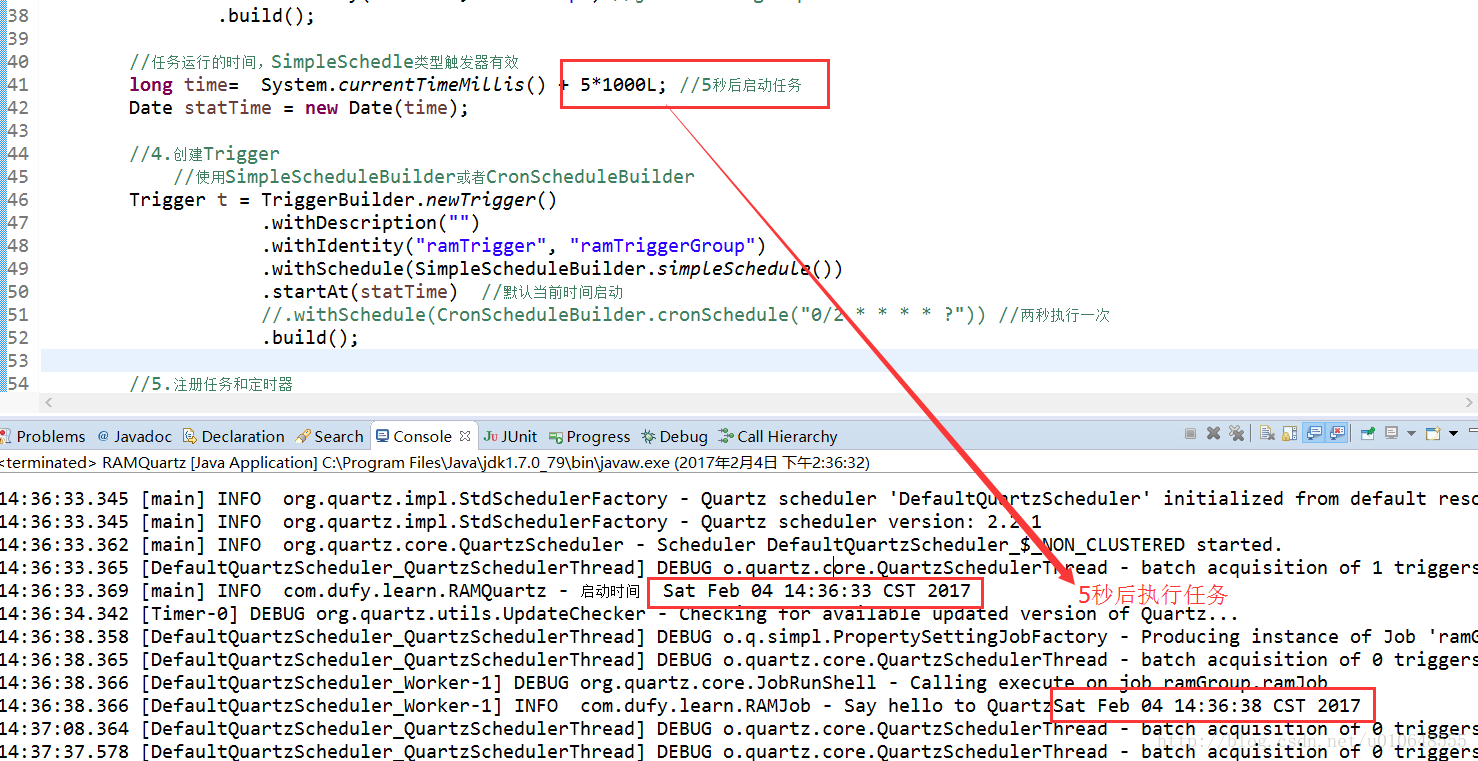 38 .build();
39
40 //任务运行的时间，SimpleSchedle类型触发器有效
41 long time= System.currentTimeMillis() + 5*1000L; //5秒后启动任务
42 Date statTime = new Date(time);
43
44 //4.创建Trigger
45 //使用SimpleScheduleBuilder或者CronScheduleBuilder
46 Trigger t = TriggerBuilder.newTrigger()
47 .withDescription("")
48 .withIdentity("ramTrigger", "ramTriggerGroup")
49 .withSchedule(SimpleScheduleBuilder.simpleSchedule())
50 .startAt(statTime) //默认当前时间启动
51 //.withSchedule(CronScheduleBuilder.cronSchedule("0/2 * * * * ?")) //两秒执行一次
52 .build();
53
54 //5.注册任务和定时器
Problems @ Javadoc Declaration Search Console JUnit Progress Debug Call Hierarchy
<terminated> RAMQuartz [Java Application] C:\Program Files\Java\jdk1.7.0_79\bin\javaw.exe (2017年2月4日 下午2:36:32)
14:36:33.345 [main] INFO org.quartz.impl.StdSchedulerFactory - Quartz scheduler 'DefaultQuartzScheduler' initialized from default reso
14:36:33.345 [main] INFO org.quartz.impl.StdSchedulerFactory - Quartz scheduler version: 2.2.1
14:36:33.362 [main] INFO org.quartz.core.QuartzScheduler - Scheduler DefaultQuartzScheduler_$_NON_CLUSTERED started.
14:36:33.365 [DefaultQuartzScheduler_QuartzSchedulerThread] DEBUG o.quartz.core.QuartzSchedulerThread - batch acquisition of 1 triggers
14:36:33.369 [main] INFO com.dufy.learn.RAMQuartz - 启动时间 Sat Feb 04 14:36:33 CST 2017
5秒后执行任务
14:36:34.342 [Timer-0] DEBUG org.quartz.utils.UpdateChecker - Checking for available updated version of Quartz...
14:36:38.358 [DefaultQuartzScheduler_QuartzSchedulerThread] DEBUG o.q.simpl.PropertySettingJobFactory - Producing instance of Job 'ramG
14:36:38.365 [DefaultQuartzScheduler_QuartzSchedulerThread] DEBUG o.quartz.core.QuartzSchedulerThread - batch acquisition of 0 triggers
14:36:38.366 [DefaultQuartzScheduler_Worker-1] DEBUG org.quartz.core.JobRunShell - Calling execute on job ramGroup.ramJob
14:36:38.366 [DefaultQuartzScheduler_Worker-1] INFO com.dufy.learn.RAMJob - Say hello to QuartzSat Feb 04 14:36:38 CST 2017
14:37:08.364 [DefaultQuartzScheduler_QuartzSchedulerThread] DEBUG o.quartz.core.QuartzSchedulerThread - batch acquisition of 0 triggers
14:37:37.578 [DefaultQuartzScheduler_QuartzSchedulerThread] DEBUG o.quartz.core.QuartzSchedulerThread - batch acquisition of 0 triggers